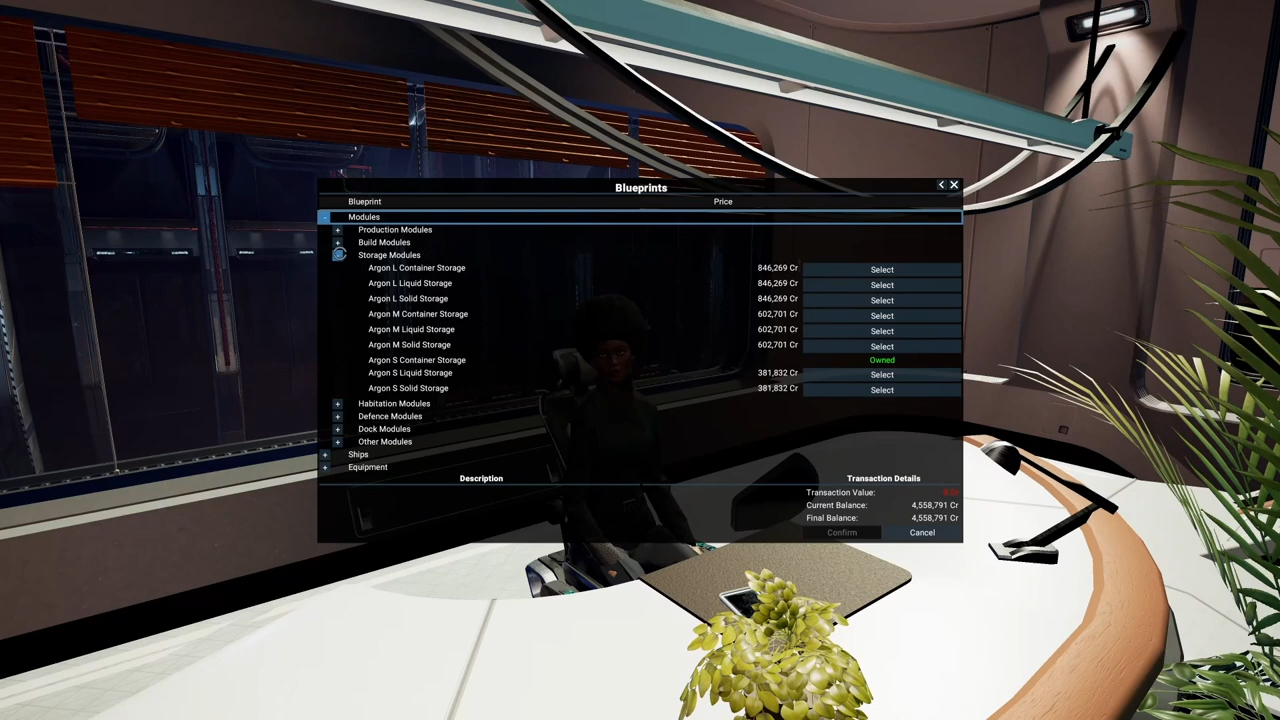 Blueprints
Blueprint Price
Modules
Production Modules
Build Modules
Storage Modules
Argon L Container Storage 846,269 Cr Select
Argon L Liquid Storage 846,269 Cr Select
Argon L Solid Storage 846,269 Cr Select
Argon M Container Storage 602,701 Cr Select
Argon M Liquid Storage 602,701 Cr Select
Argon M Solid Storage 602,701 Cr Select
Argon S Container Storage Owned
Argon S Liquid Storage 381,832 Cr Select
Argon S Solid Storage 381,832 Cr Select
Habitation Modules
Defence Modules
Dock Modules
Other Modules
Ships
Equipment
Description Transaction Details
Transaction Value: 0 Cr
Current Balance: 4,558,791 Cr
Final Balance: 4,558,791 Cr
Confirm Cancel